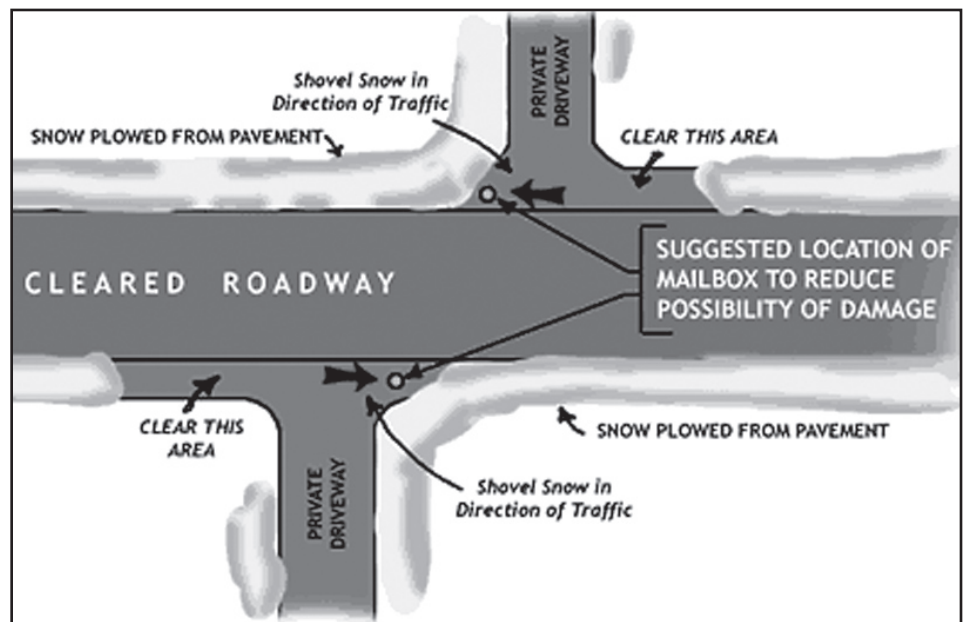 PRIVATE
DRIVEWAY
Shovel Snow in
Direction of Traffic
SNOW PLOWED FROM PAVEMENT
CLEAR THIS AREA
SUGGESTED LOCATION OF
MAILBOX TO REDUCE
POSSIBILITY OF DAMAGE
CLEARED ROADWAY
CLEAR THIS
AREA
SNOW PLOWED FROM PAVEMENT
PRIVATE
DRIVEWAY
Shovel Snow in
Direction of Traffic